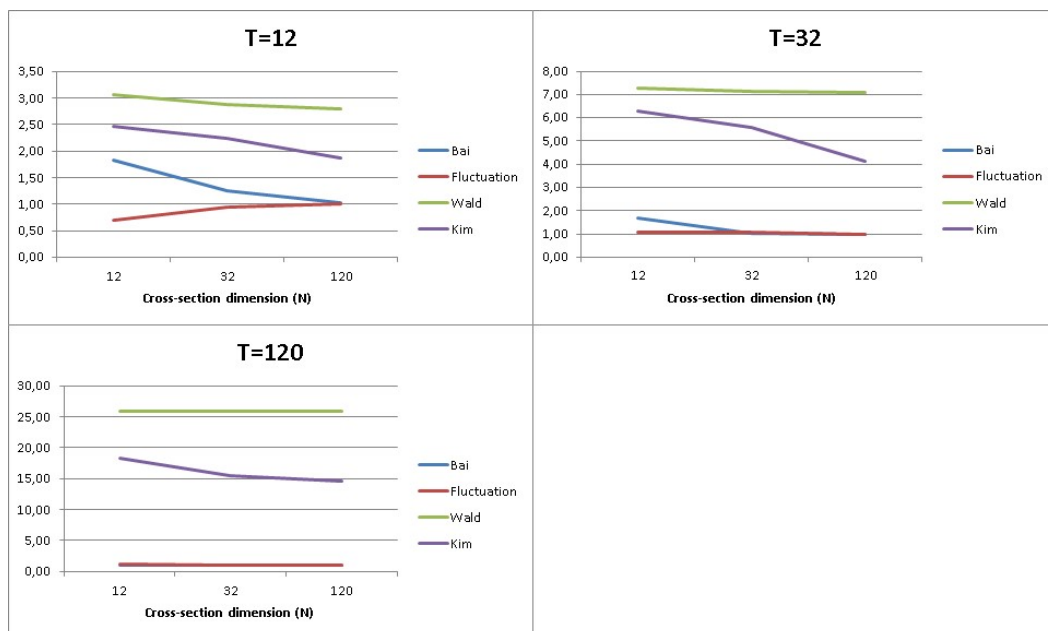 T=12
3,50
3,00
2,50
2,00
1,50
1,00
0,50
0,00
12 32 120
Cross-section dimension (N)
Bai
Fluctuation
Wald
Kim
T=32
8,00
7,00
6,00
5,00
4,00
3,00
2,00
1,00
0,00
12 32 120
Cross-section dimension (N)
Bai
Fluctuation
Wald
Kim
T=120
30,00
25,00
20,00
15,00
10,00
5,00
0,00
12 32 120
Cross-section dimension (N)
Bai
Fluctuation
Wald
Kim